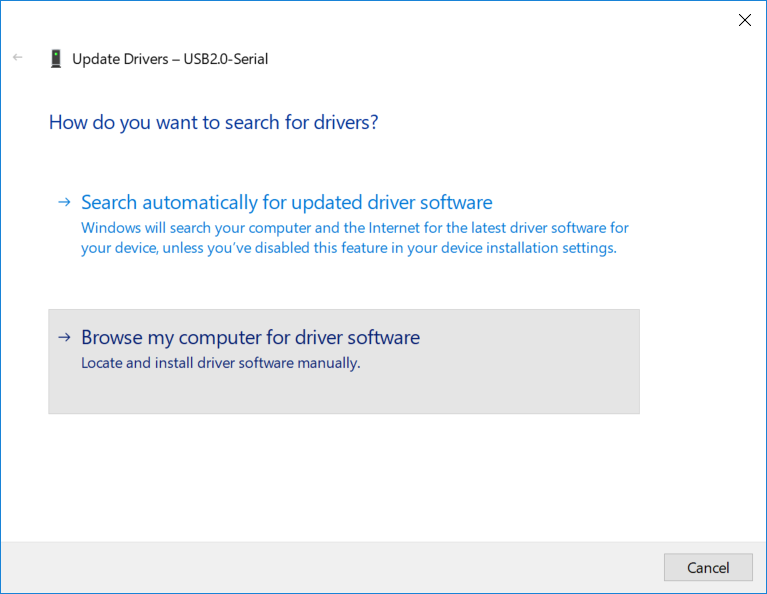 Update Drivers – USB2.0-Serial
How do you want to search for drivers?
Search automatically for updated driver software
Windows will search your computer and the Internet for the latest driver software for
your device, unless you’ve disabled this feature in your device installation settings.
Browse my computer for driver software
Locate and install driver software manually.
Cancel